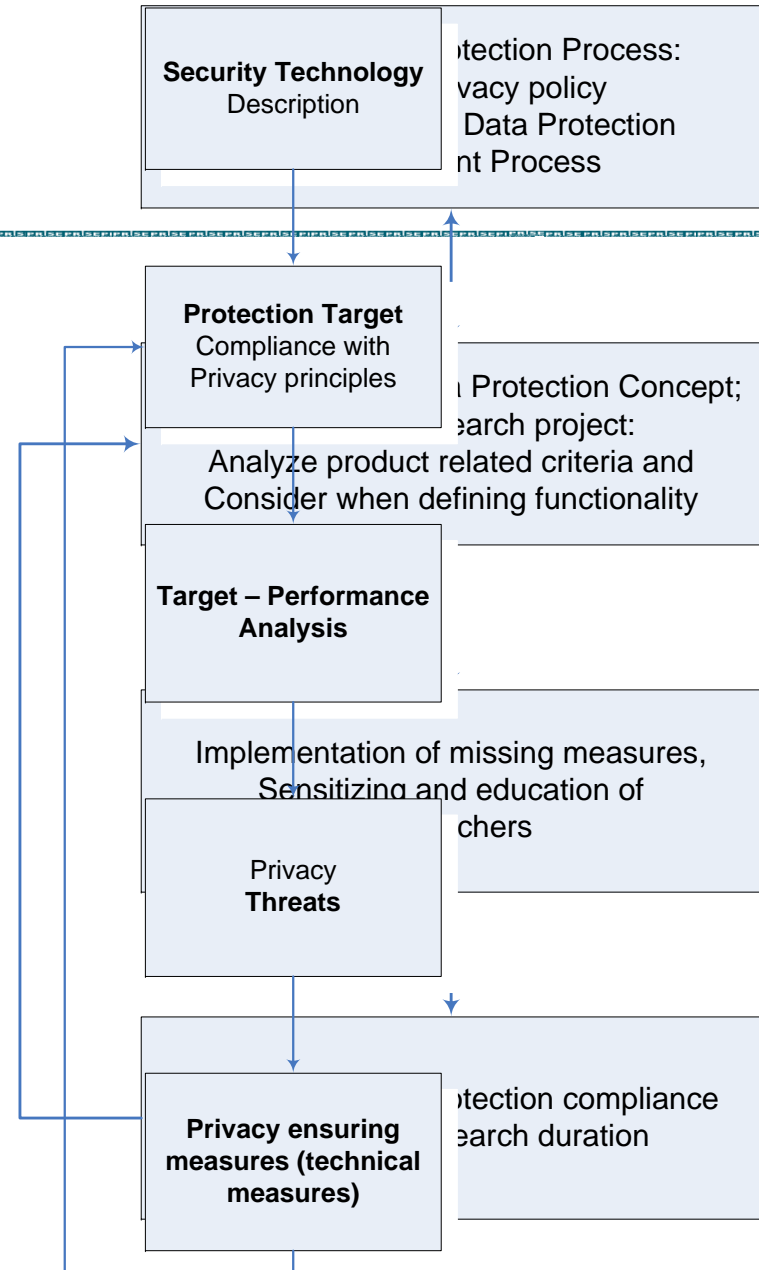 Security Technology
Description
otection Process:
vacy policy
Data Protection
nt Process
Protection Target
Compliance with
Privacy principles
Protection Concept;
earch project:
Analyze product related criteria and
Consider when defining functionality
Target – Performance
Analysis
Implementation of missing measures,
Sensitizing and education of
chers
Privacy
Threats
otection compliance
earch duration
Privacy ensuring
measures (technical
measures)